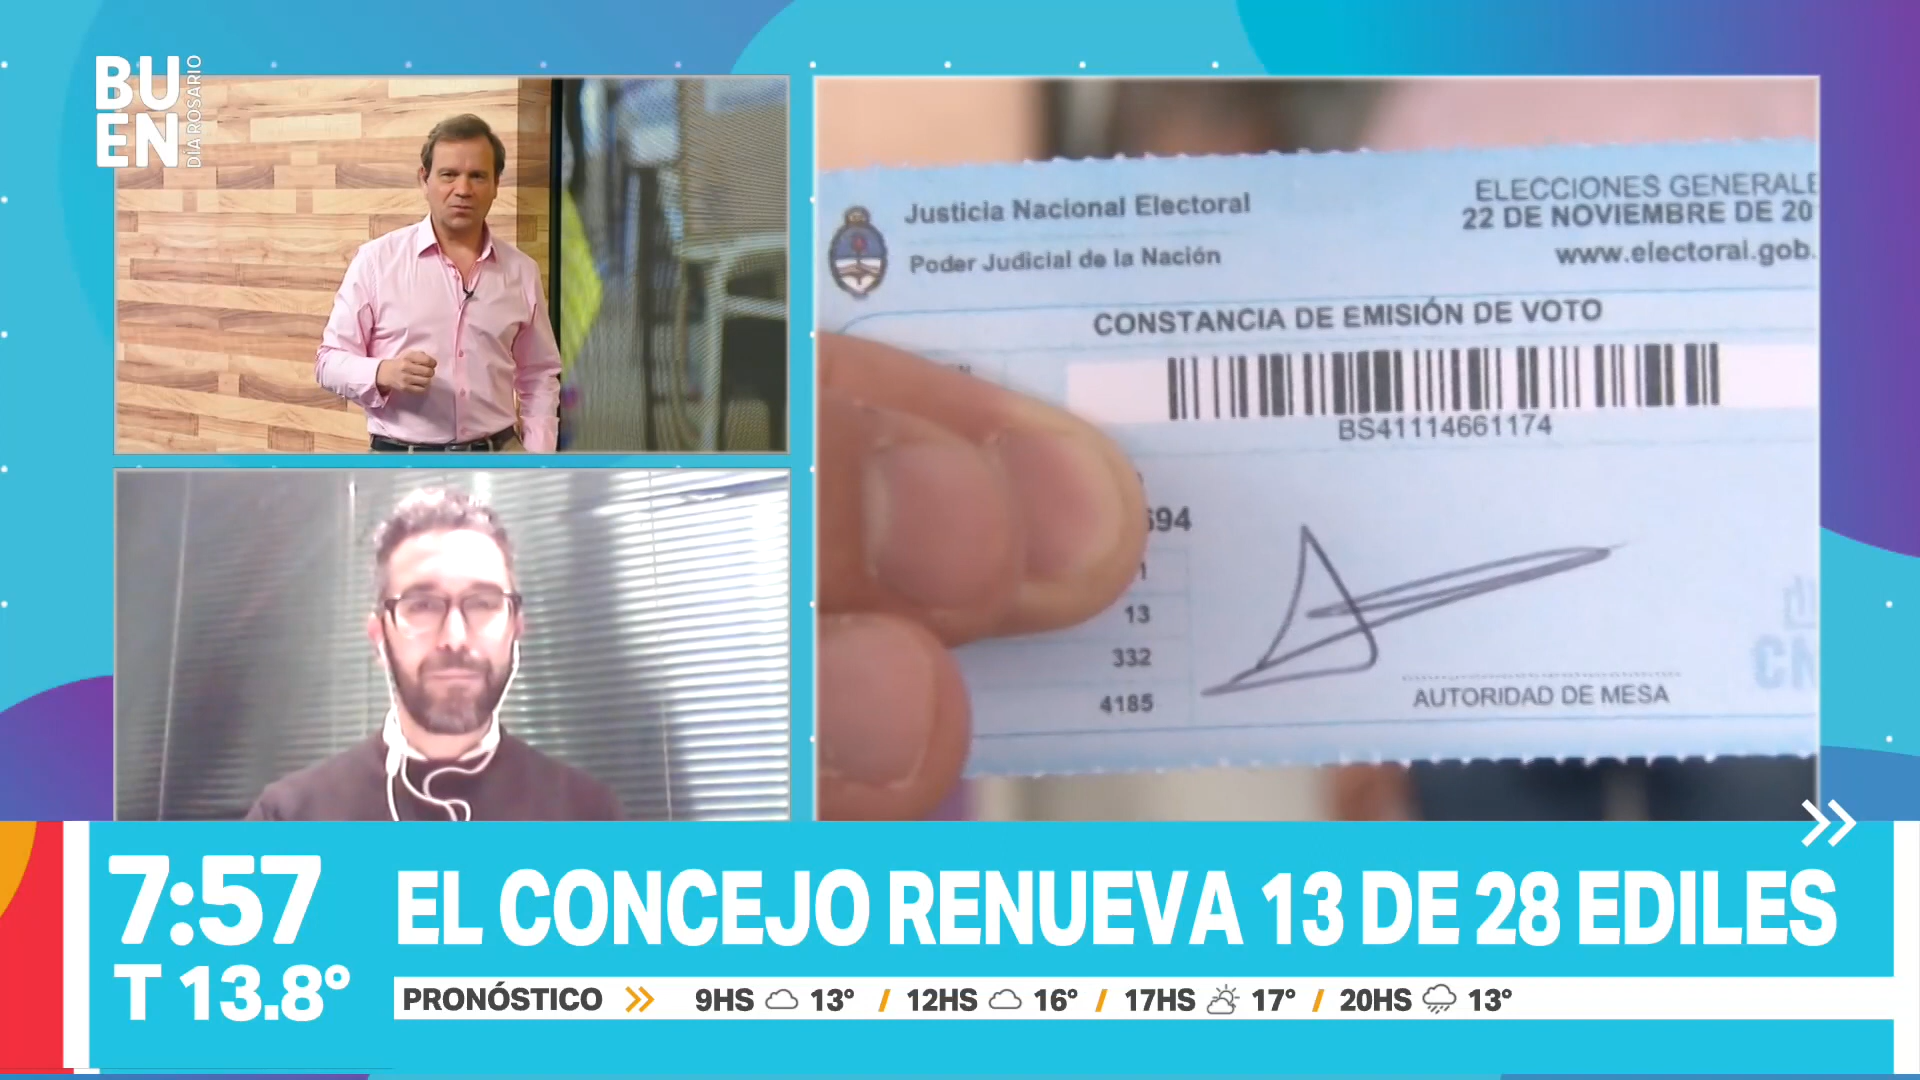 BUEN
DÍA ROSARIO
Justicia Nacional Electoral
Poder Judicial de la Nación
ELECCIONES GENERALE
22 DE NOVIEMBRE DE 20
www.electoral.gob.
CONSTANCIA DE EMISIÓN DE VOTO
BS41114661174
694
1
13
332
4185
AUTORIDAD DE MESA
7:57
T 13.8°
EL CONCEJO RENUEVA 13 DE 28 EDILES
PRONÓSTICO 9HS 13° / 12HS 16° / 17HS 17° / 20HS 13°